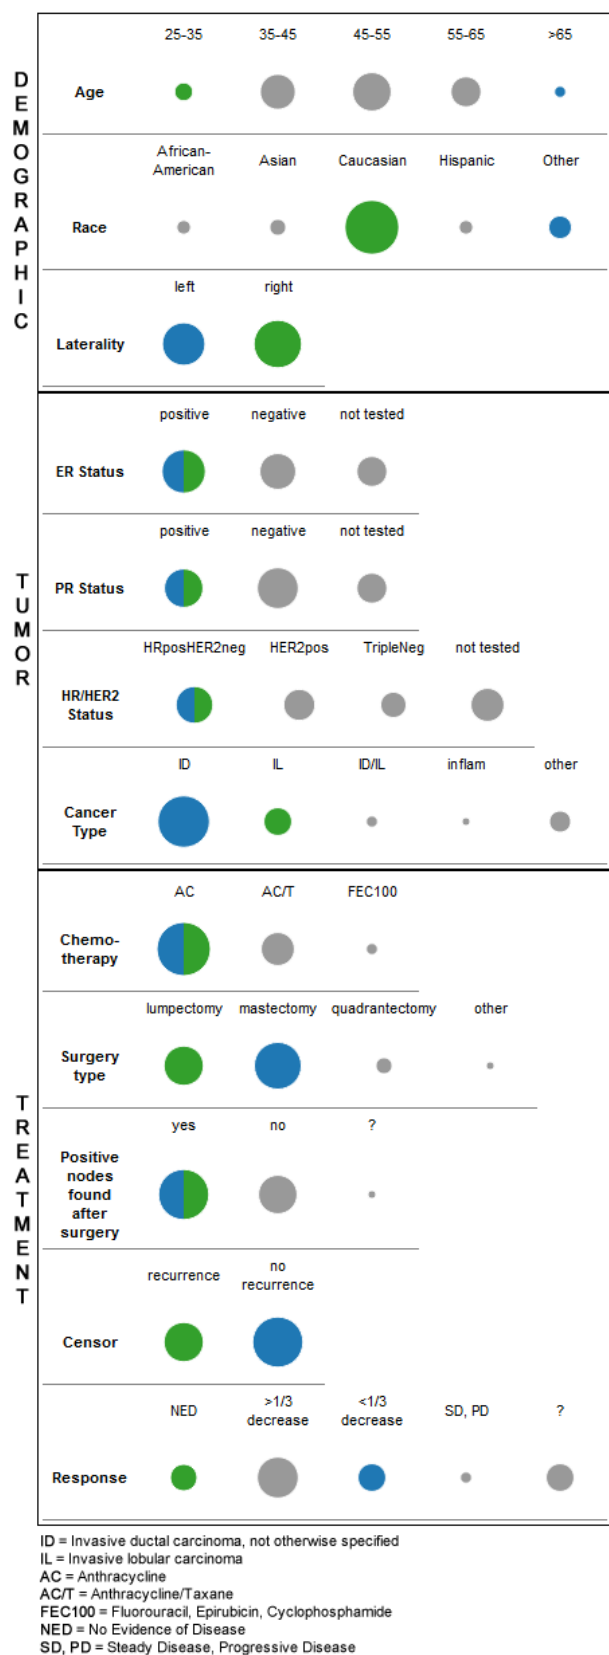 DEMOGRAPHIC
25-35 35-45 45-55 55-65 >65
Age
African-American Asian Caucasian Hispanic Other
Race
left right
Laterality
TUMOR
positive negative not tested
ER Status
positive negative not tested
PR Status
HRposHER2neg HER2pos TripleNeg not tested
HR/HER2
Status
ID IL ID/IL inflam other
Cancer
Type
TREATMENT
AC AC/T FEC100
Chemo-
therapy
lumpectomy mastectomy quadrantectomy other
Surgery
type
yes no ?
Positive
nodes
found
after
surgery
recurrence no recurrence
Censor
NED >1/3 decrease <1/3 decrease SD, PD ?
Response
ID = Invasive ductal carcinoma, not otherwise specified
IL = Invasive lobular carcinoma
AC = Anthracycline
AC/T = Anthracycline/Taxane
FEC100 = Fluorouracil, Epirubicin, Cyclophosphamide
NED = No Evidence of Disease
SD, PD = Steady Disease, Progressive Disease